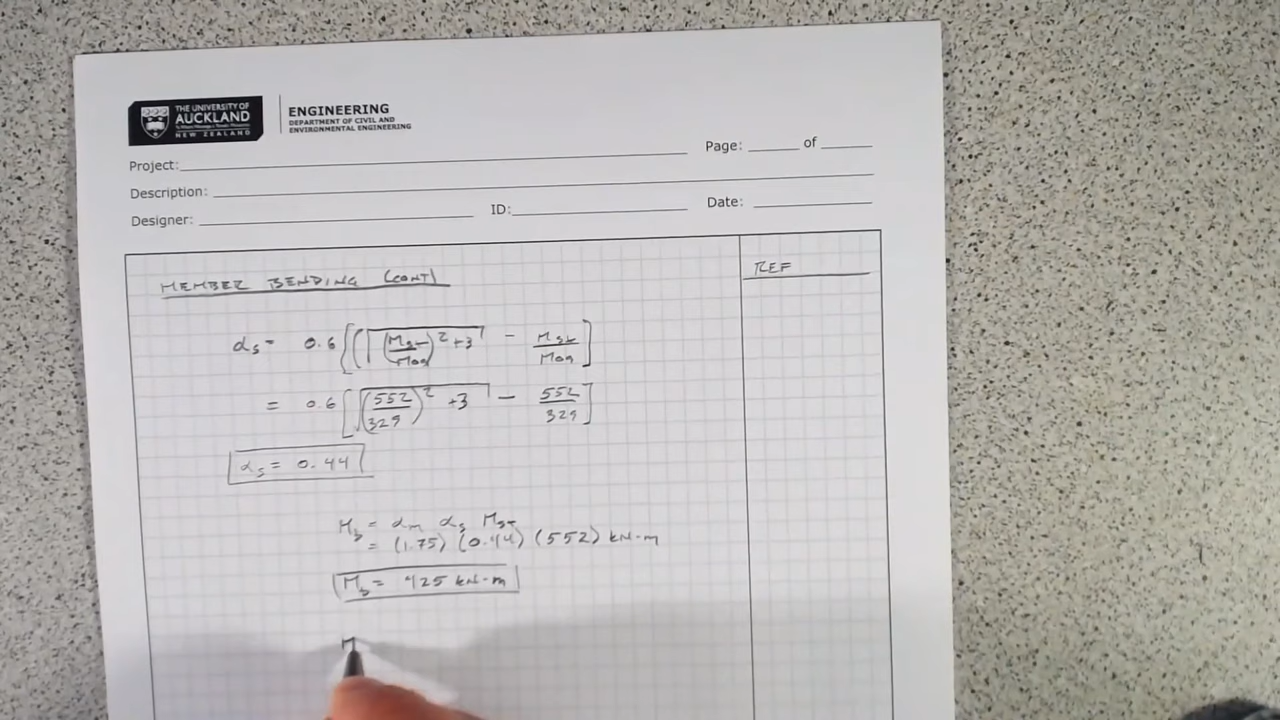 THE UNIVERSITY OF
AUCKLAND
NEW ZEALAND
ENGINEERING
DEPARTMENT OF CIVIL AND
ENVIRONMENTAL ENGINEERING
Project:
Page: of
Description:
Designer: ID: Date:
MEMBER BENDING (CONT)
REF
αs = 0.6 [(√(Msx/Moa)² + 3 - Msx/Moa]
= 0.6 [√(552/329)² + 3 - 552/329]
αs = 0.44
Mb = αm αs Msx
= (1.75) (0.44) (552) kN-m
Mb = 425 kN-m